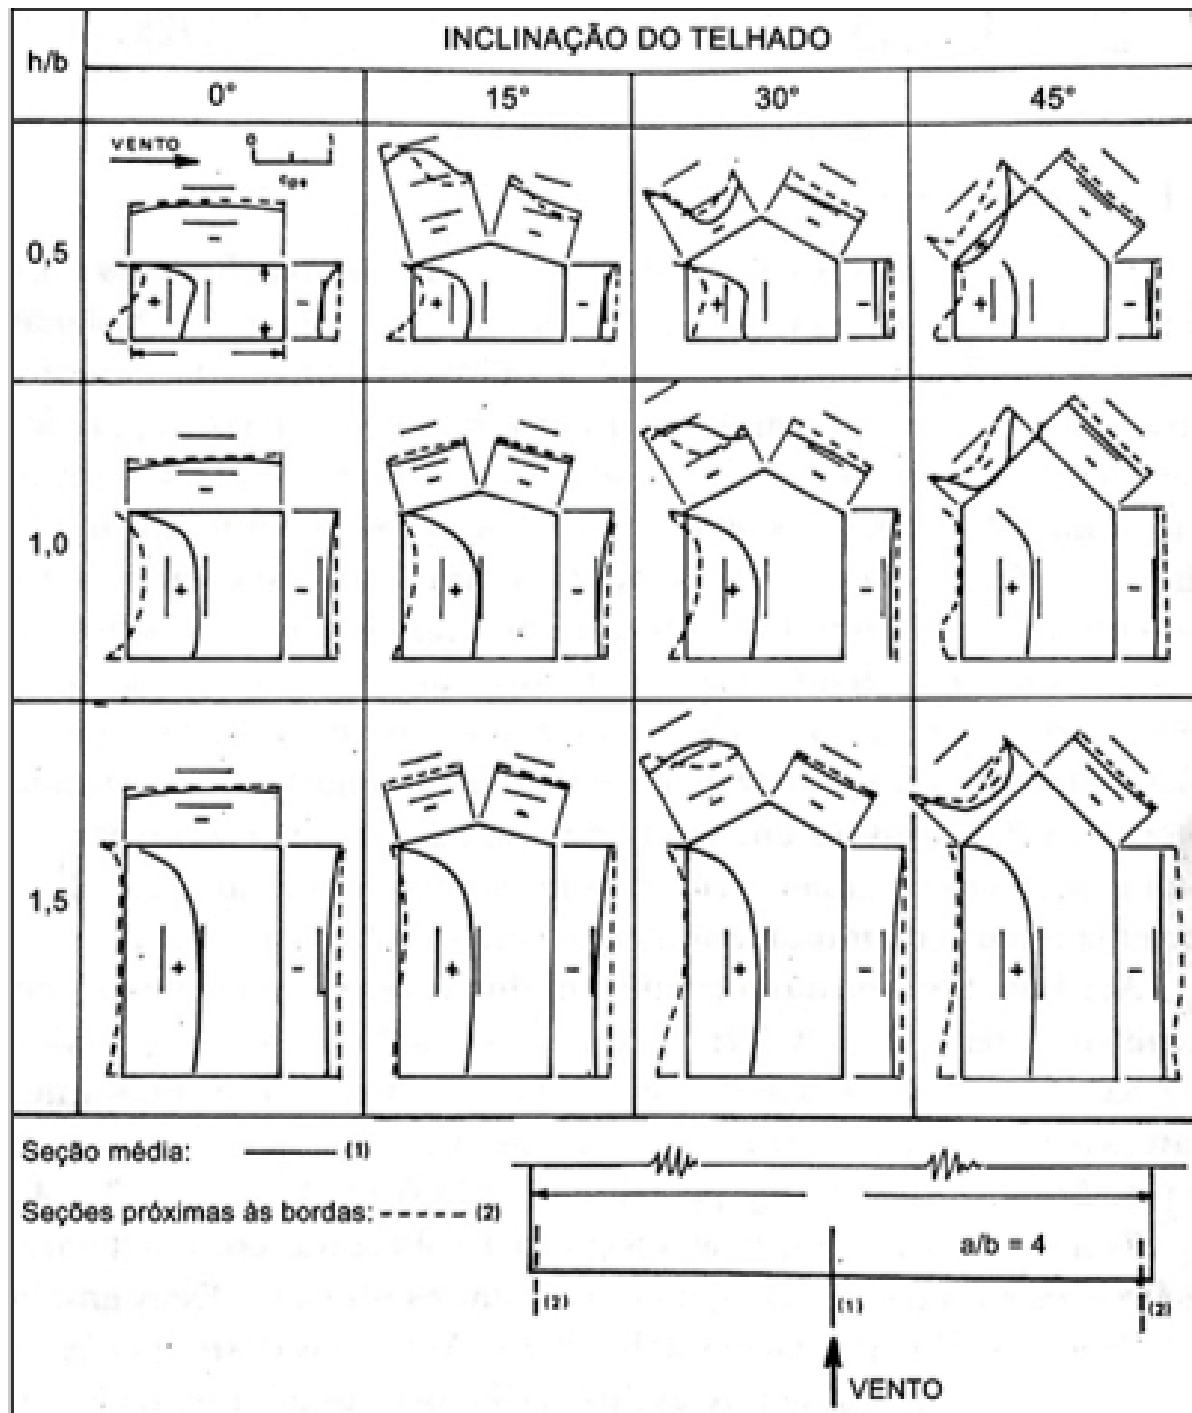 INCLINAÇÃO DO TELHADO
h/b
0° 15° 30° 45°
VENTO 0 1
cpe
0,5
+ - - + - - - + - - - + - - -
1,0
+ - - + - - - + - - - + - - -
1,5
+ - - + - - - + - - - + - - -
Seção média: (1)
Seções próximas às bordas: (2)
a/b = 4
(2) (1) (2)
VENTO